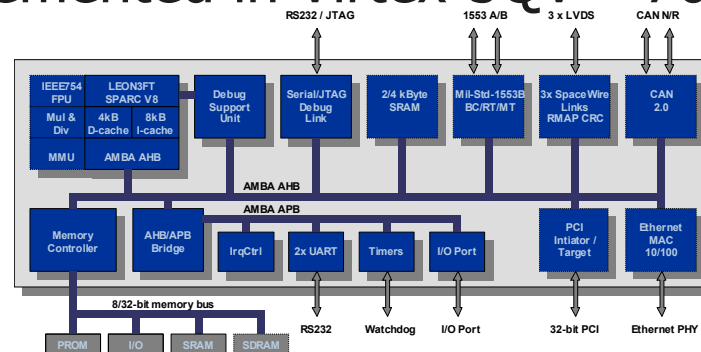 RS232 / JTAG
1553 A/B
3 x LVDS
CAN N/R
IEEE754
FPU
LEON3FT
SPARC V8
Mul &
Div
4kB
D-cache
8kB
I-cache
MMU
AMBA AHB
Debug
Support
Unit
Serial/JTAG
Debug
Link
2/4 kByte
SRAM
Mil-Std-1553B
BC/RT/MT
3x SpaceWire
Links
RMAP CRC
CAN
2.0
AMBA AHB
AMBA APB
Memory
Controller
AHB/APB
Bridge
IrqCtrl
2x UART
Timers
I/O Port
PCI
Intiator /
Target
Ethernet
MAC
10/100
8/32-bit memory bus
RS232
Watchdog
I/O Port
32-bit PCI
Ethernet PHY
PROM
I/O
SRAM
SDRAM